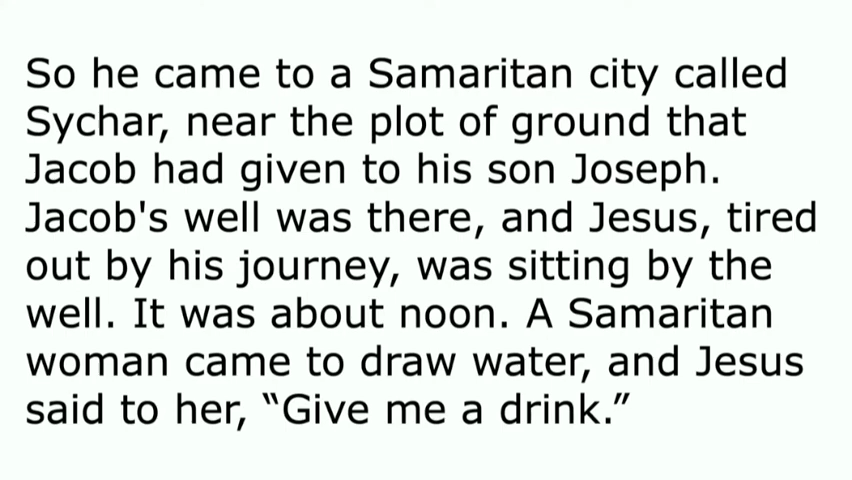 So he came to a Samaritan city called
Sychar, near the plot of ground that
Jacob had given to his son Joseph.
Jacob's well was there, and Jesus, tired
out by his journey, was sitting by the
well. It was about noon. A Samaritan
woman came to draw water, and Jesus
said to her, “Give me a drink.”